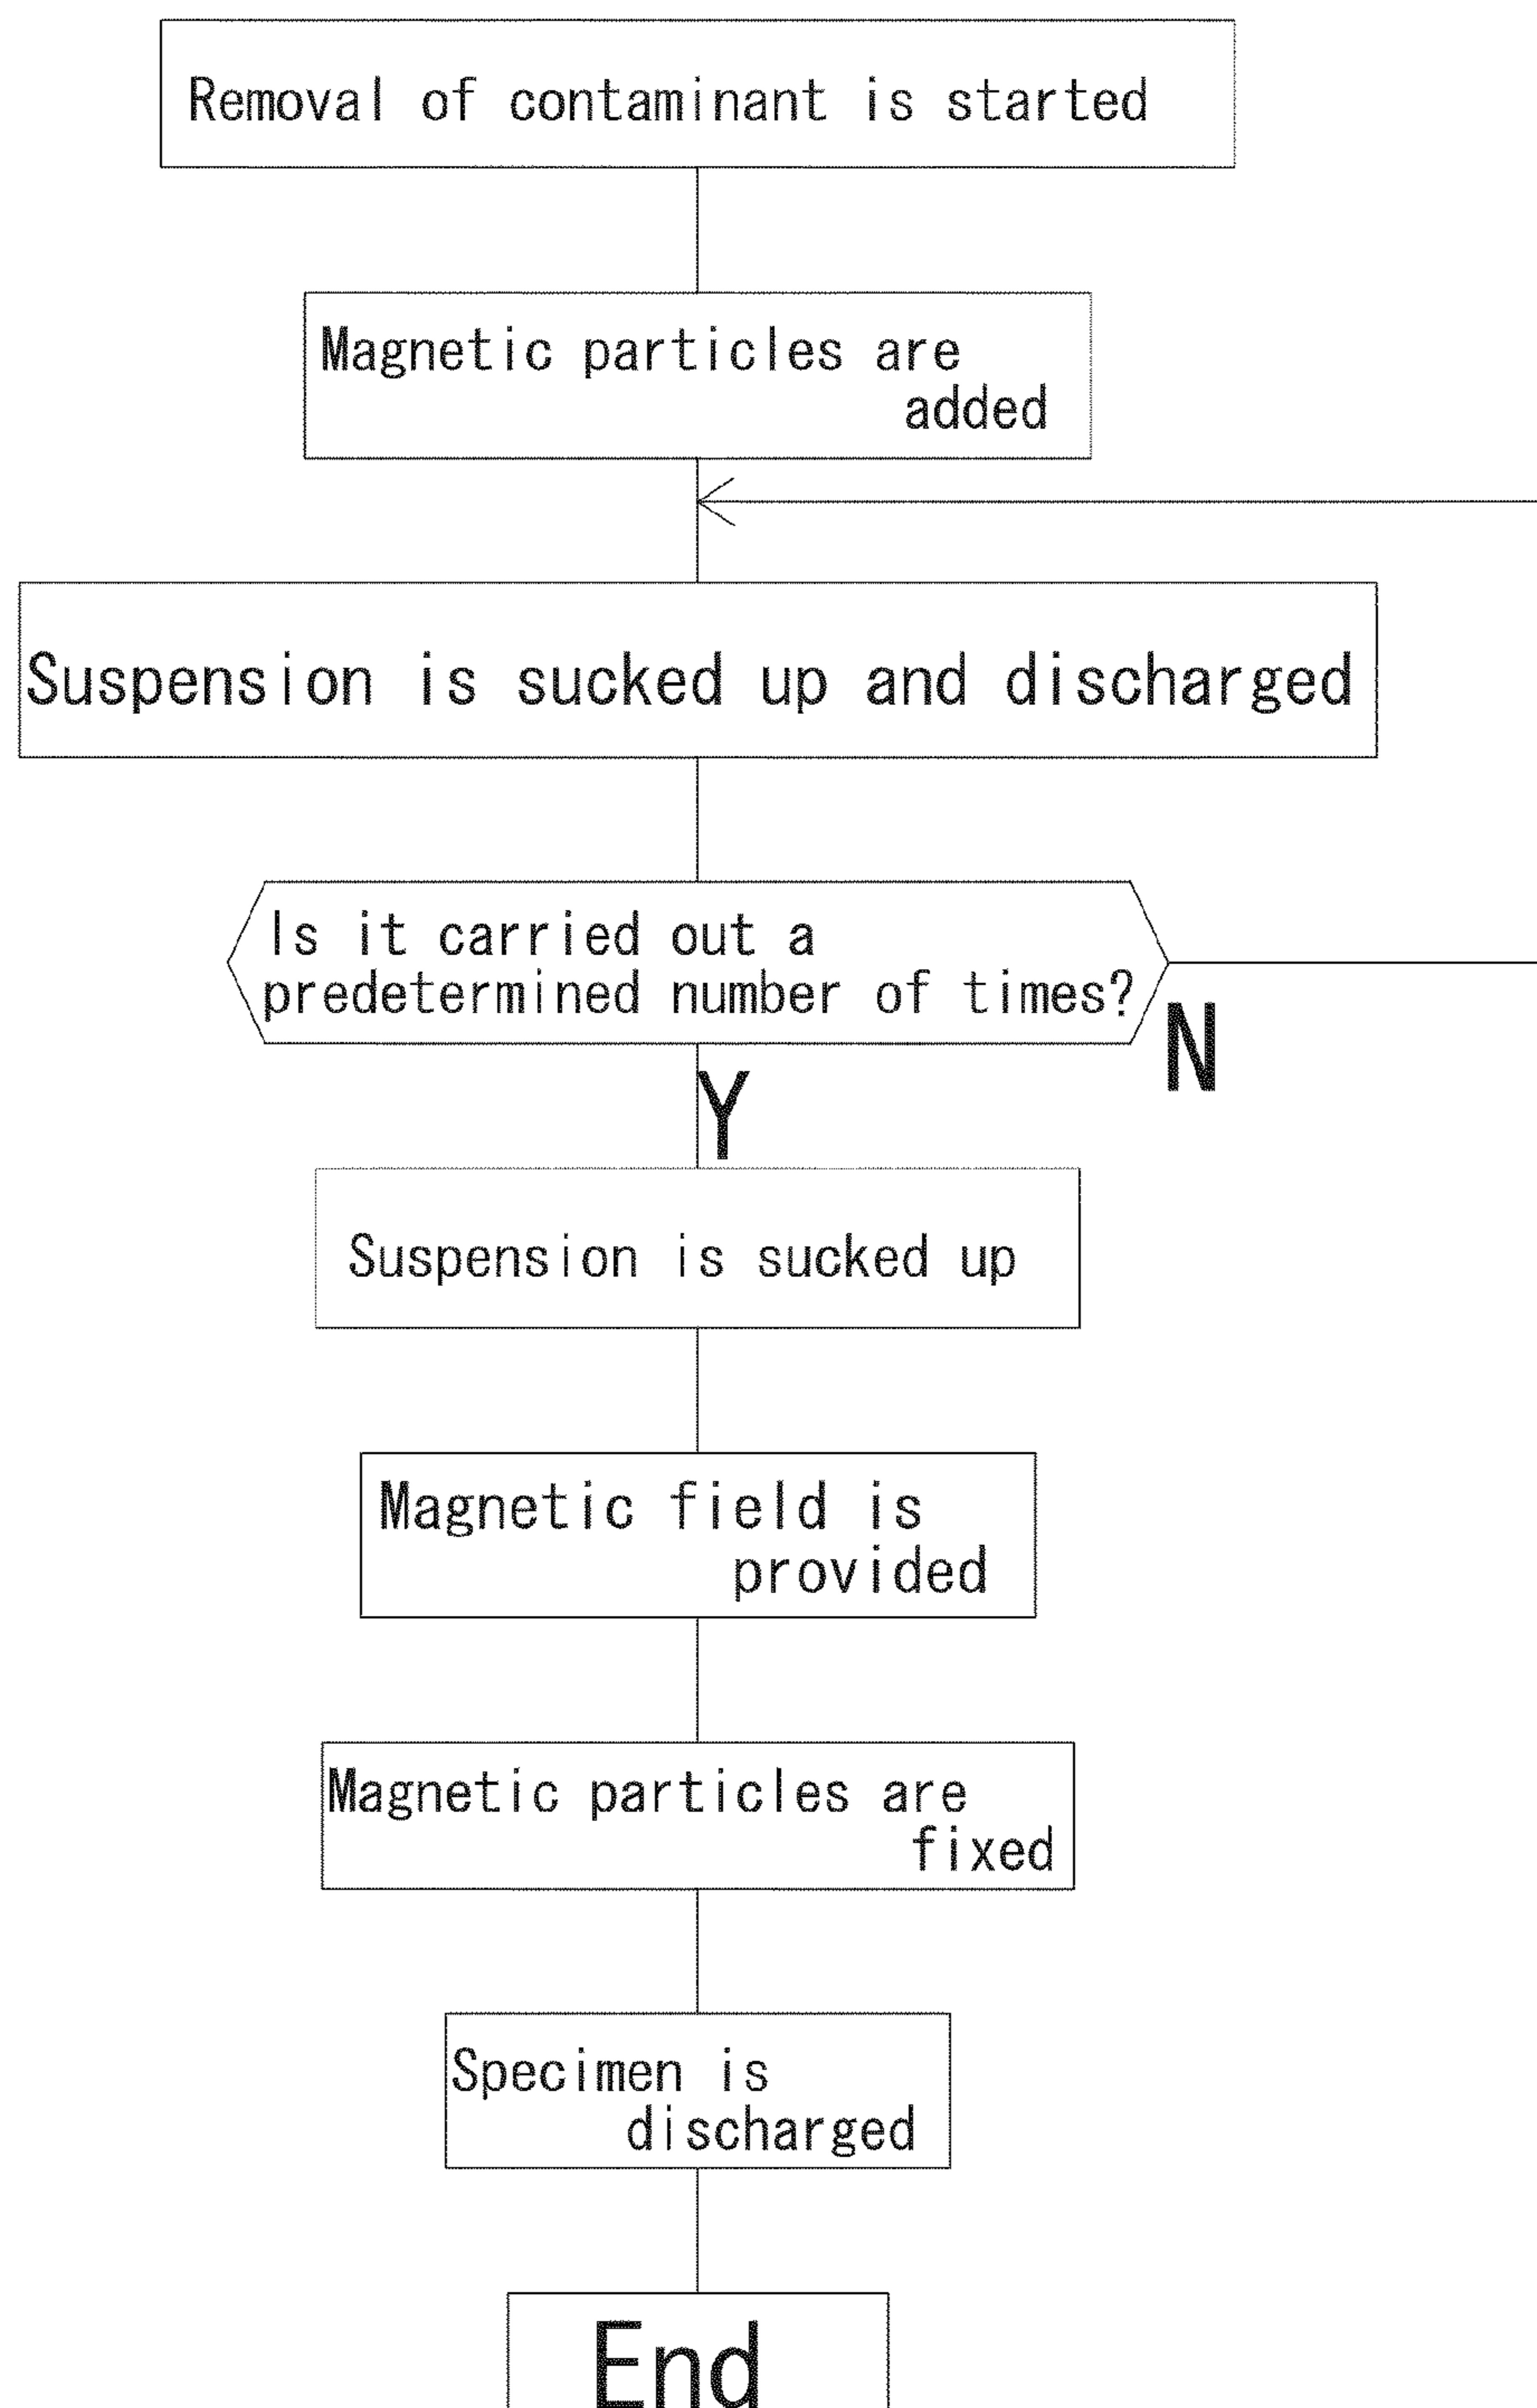 Removal of contaminant is started
Magnetic particles are
added
Suspension is sucked up and discharged
Is it carried out a
predetermined number of times?
N
Y
Suspension is sucked up
Magnetic field is
provided
Magnetic particles are
fixed
Specimen is
discharged
End